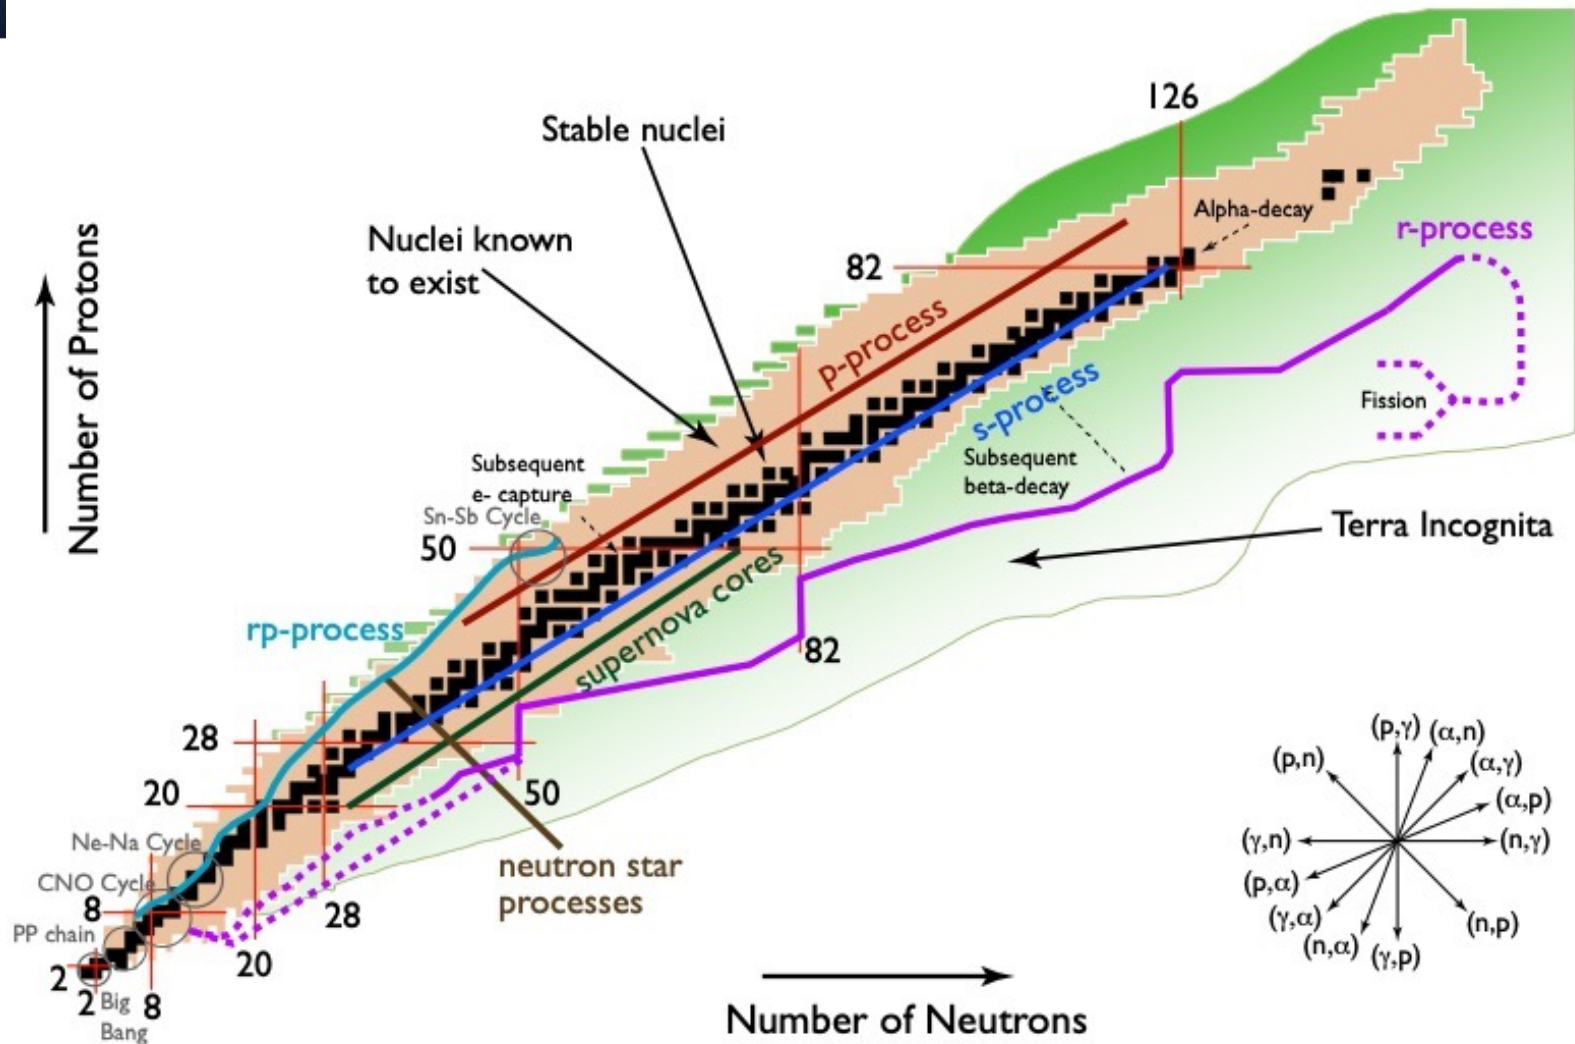 126
Stable nuclei
Nuclei known
to exist
Alpha-decay
r-process
82
Number of Protons
p-process
s-process
Fission
Subsequent
e- capture
Subsequent
beta-decay
Sn-Sb Cycle
50
Terra Incognita
supernova cores
rp-process
82
28
20
50
Ne-Na Cycle
neutron star
processes
CNO Cycle
8
28
PP chain
20
2
2
8
Big
Bang
Number of Neutrons
(p,γ)
(α,n)
(p,n)
(α,γ)
(α,p)
(γ,n)
(n,γ)
(p,α)
(γ,α)
(n,p)
(n,α)
(γ,p)